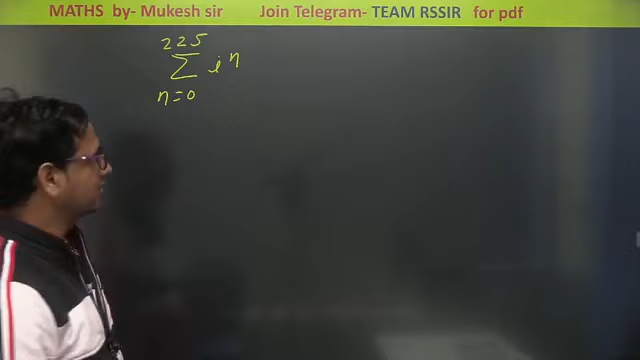 MATHS by- Mukesh sir Join Telegram- TEAM RSSIR for pdf
225
∑ i^n
n=0